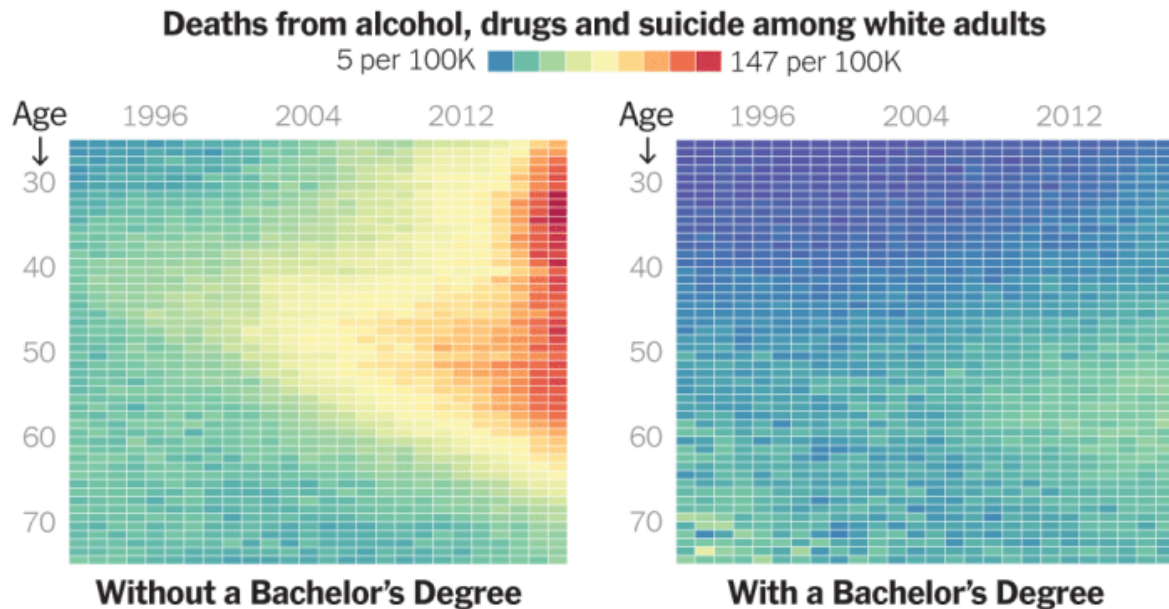 Deaths from alcohol, drugs and suicide among white adults
5 per 100K 147 per 100K
Age 1996 2004 2012
↓
30
40
50
60
70
Without a Bachelor's Degree
Age 1996 2004 2012
↓
30
40
50
60
70
With a Bachelor's Degree